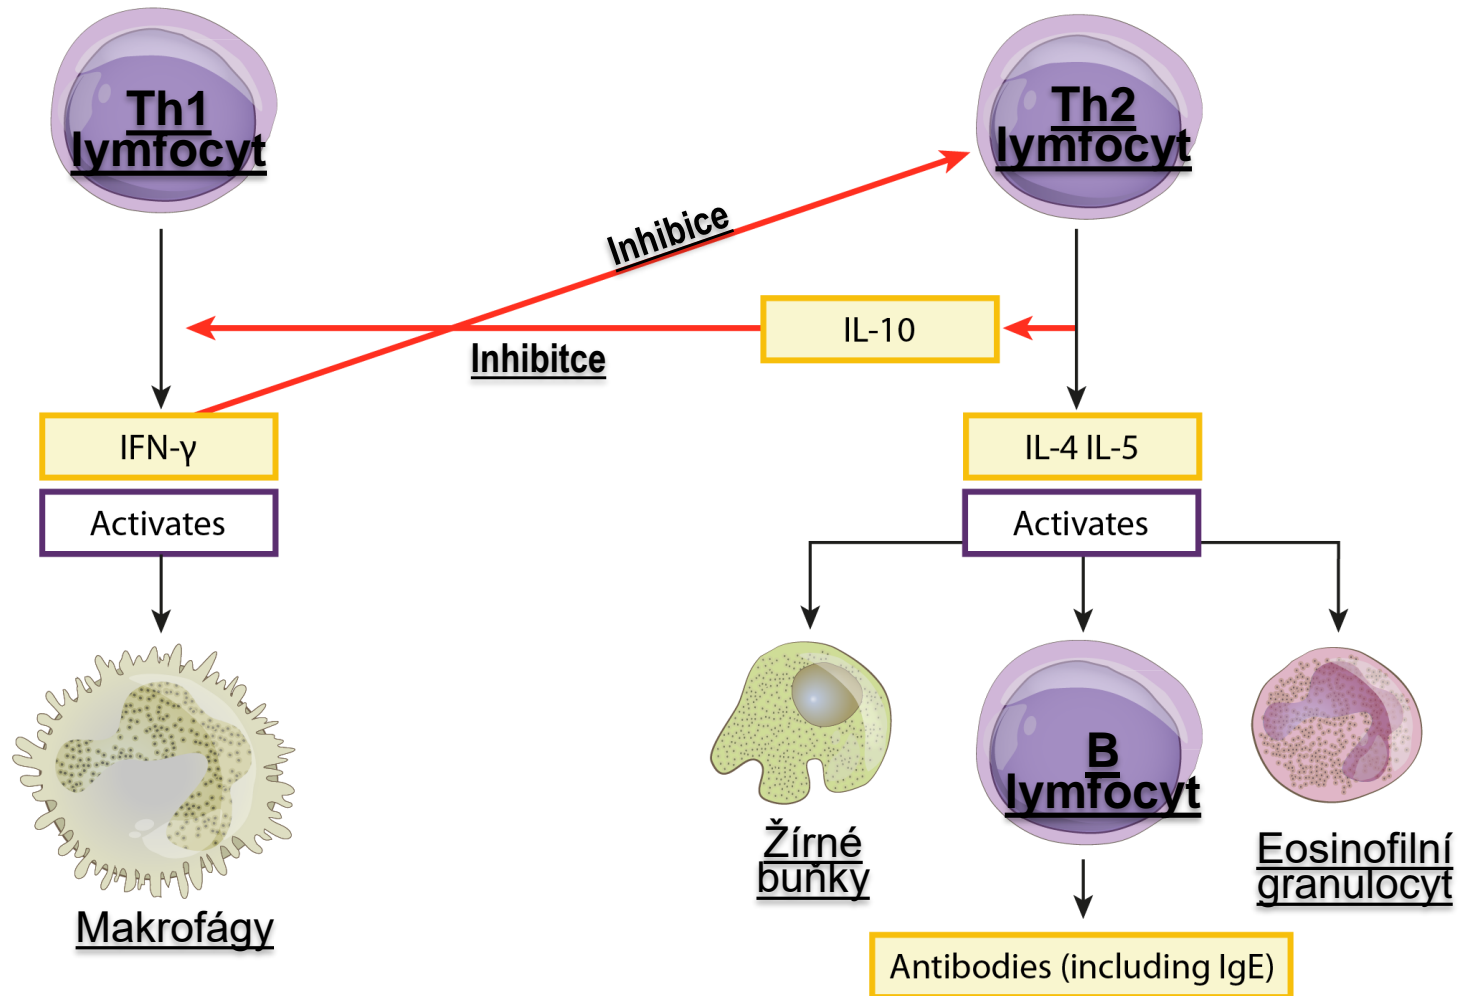 Th1
lymfocyt
Th2
lymfocyt
Inhibice
IL-10
Inhibitce
IFN-γ
IL-4 IL-5
Activates
Activates
B
lymfocyt
Žírné
buňky
Eosinofilní
granulocyt
Makrofágy
Antibodies (including IgE)